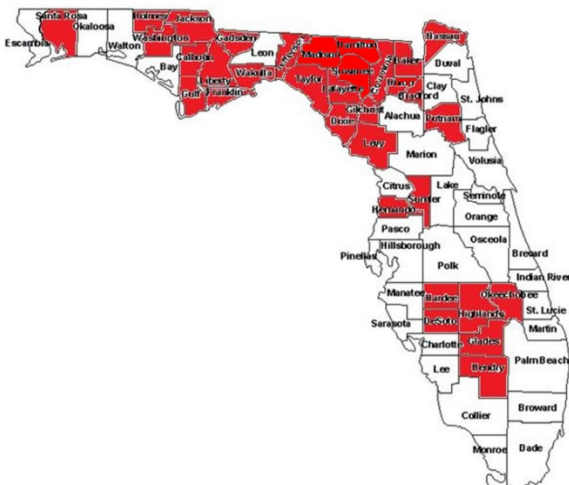 Santa Rosa
Okaloosa
Escambia
Walton
Holmes
Washington
Bay
Jackson
Calhoun
Gulf
Gadsden
Liberty
Franklin
Leon
Wakulla
Jefferson
Madison
Taylor
Hamilton
Suwannee
Lafayette
Dixie
Columbia
Gilchrist
Levy
Baker
Union
Bradford
Alachua
Nassau
Duval
Clay
St. Johns
Putnam
Flagler
Marion
Volusia
Citrus
Sumter
Lake
Hernando
Seminole
Orange
Pasco
Osceola
Hillsborough
Pinellas
Brevard
Polk
Indian River
Manatee
Hardee
Okeechobee
Highlands
St. Lucie
DeSoto
Sarasota
Martin
Glades
Charlotte
Lee
Hendry
Palm Beach
Collier
Broward
Monroe
Dade